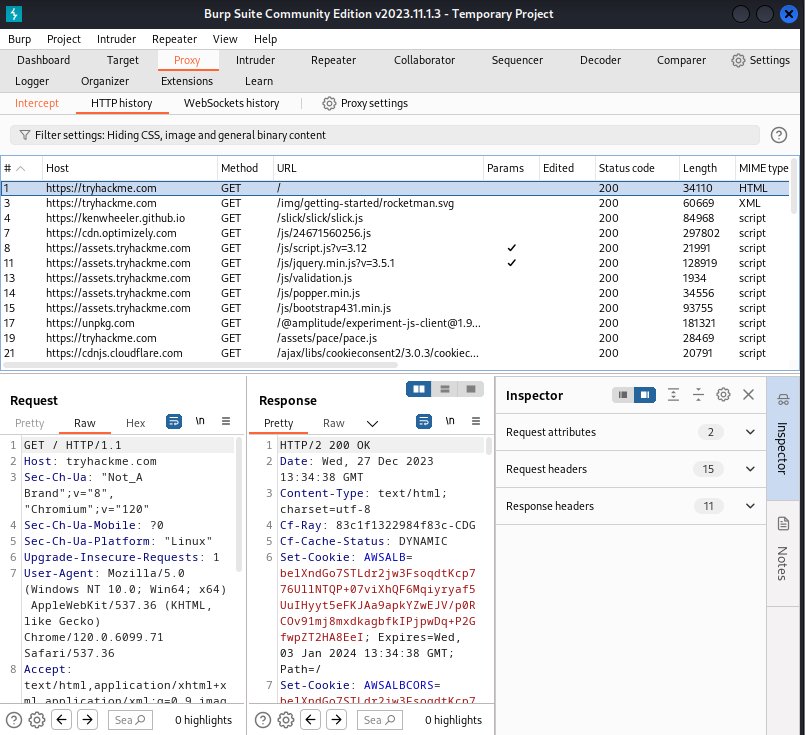 Burp Suite Community Edition v2023.11.1.3 - Temporary Project
Burp Project Intruder Repeater View Help
Dashboard Target Proxy Intruder Repeater Collaborator Sequencer Decoder Comparer Settings
Logger Organizer Extensions Learn
Intercept HTTP history WebSockets history Proxy settings
Filter settings: Hiding CSS, image and general binary content
# Host Method URL Params Edited Status code Length MIME type
1 https://tryhackme.com GET / 200 34110 HTML
3 https://tryhackme.com GET /img/getting-started/rocketman.svg 200 60669 XML
4 https://kenwheeler.github.io GET /slick/slick/slick.js 200 84968 script
7 https://cdn.optimizely.com GET /js/24671560256.js 200 297802 script
8 https://assets.tryhackme.com GET /js/script.js?v=3.12 ✓ 200 21991 script
11 https://assets.tryhackme.com GET /js/jquery.min.js?v=3.5.1 ✓ 200 128919 script
13 https://assets.tryhackme.com GET /js/validation.js 200 1934 script
14 https://assets.tryhackme.com GET /js/popper.min.js 200 34556 script
15 https://assets.tryhackme.com GET /js/bootstrap431.min.js 200 93755 script
17 https://unpkg.com GET /@amplitude/experiment-js-client@1.9... 200 181321 script
19 https://tryhackme.com GET /assets/pace/pace.js 200 28469 script
21 https://cdnjs.cloudflare.com GET /ajax/libs/cookieconsent2/3.0.3/cookiec... 200 20791 script
Request
Pretty Raw Hex \n
1 GET / HTTP/1.1
2 Host: tryhackme.com
3 Sec-Ch-Ua: "Not_A
Brand";v="8",
"Chromium";v="120"
4 Sec-Ch-Ua-Mobile: ?0
5 Sec-Ch-Ua-Platform: "Linux"
6 Upgrade-Insecure-Requests: 1
7 User-Agent: Mozilla/5.0
(Windows NT 10.0; Win64; x64)
AppleWebKit/537.36 (KHTML,
like Gecko)
Chrome/120.0.6099.71
Safari/537.36
8 Accept:
text/html,application/xhtml+x
ml,application/xml;q=0.9,imag
Sea 0 highlights
Response
Pretty Raw \n
1 HTTP/2 200 OK
2 Date: Wed, 27 Dec 2023
13:34:38 GMT
3 Content-Type: text/html;
charset=utf-8
4 Cf-Ray: 83c1f1322984f83c-CDG
5 Cf-Cache-Status: DYNAMIC
6 Set-Cookie: AWSALB=
belXndGo7STLdr2jw3FsoqdtKcp7
76UllNTQP+07viXhQF6Mqiyryaf5
UuIHyyt5eFKJAa9apkYZwEJV/p0R
COv91mj8mxdkagbfkIPjpwDq+P2G
fwpZT2HA8EeI; Expires=Wed,
03 Jan 2024 13:34:38 GMT;
Path=/
7 Set-Cookie: AWSALBCORS=
belXndGo7STLdr2jw3FsoqdtKcp7
Sea 0 highlights
Inspector
Request attributes 2
Request headers 15
Response headers 11
Inspector
Notes